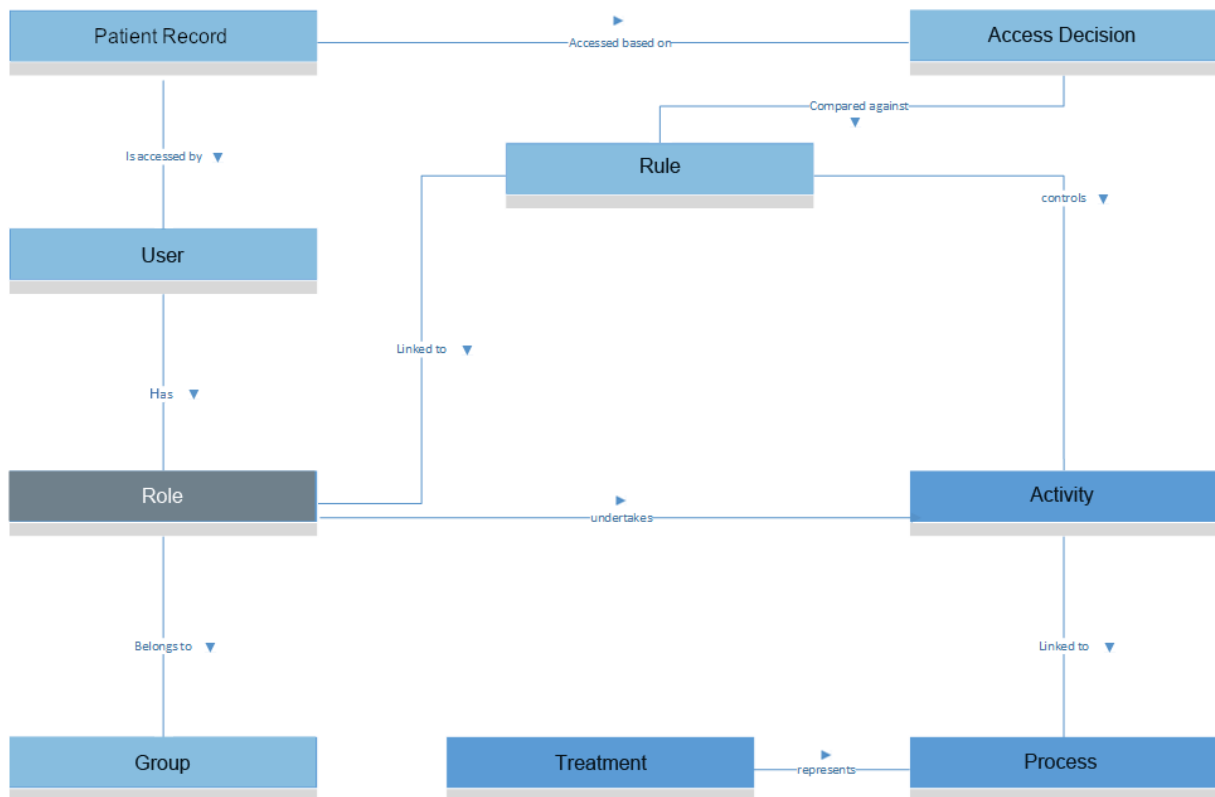 Patient Record
Accessed based on
Access Decision
Compared against
Is accessed by
Rule
controls
User
Linked to
Has
Role
undertakes
Activity
Belongs to
Linked to
Group
Treatment
represents
Process